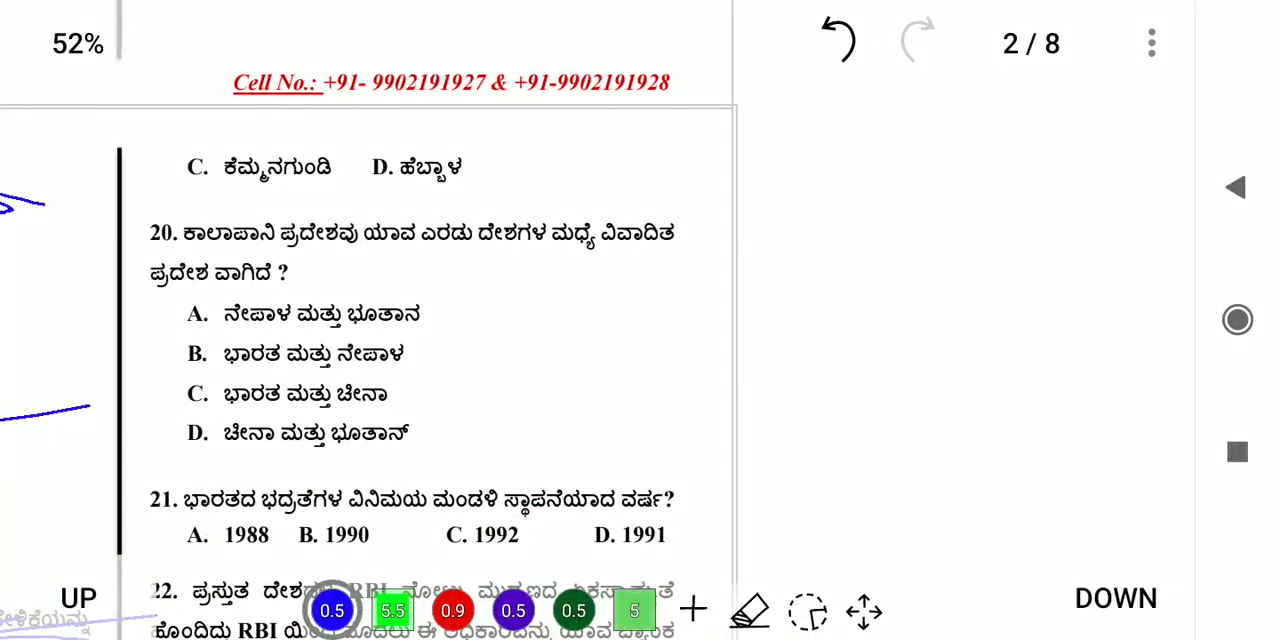 52%
2 / 8
Cell No.: +91- 9902191927 & +91-9902191928
C. ಕೆಮ್ಮನಗುಂಡಿ D. ಹೆಬ್ಬಾಳ
20. ಕಾಲಾಪಾನಿ ಪ್ರದೇಶವು ಯಾವ ಎರಡು ದೇಶಗಳ ಮಧ್ಯೆ ವಿವಾದಿತ
ಪ್ರದೇಶ ವಾಗಿದೆ ?
A. ನೇಪಾಳ ಮತ್ತು ಭೂತಾನ
B. ಭಾರತ ಮತ್ತು ನೇಪಾಳ
C. ಭಾರತ ಮತ್ತು ಚೀನಾ
D. ಚೀನಾ ಮತ್ತು ಭೂತಾನ್
21. ಭಾರತದ ಭದ್ರತೆಗಳ ವಿನಿಮಯ ಮಂಡಳಿ ಸ್ಥಾಪನೆಯಾದ ವರ್ಷ?
A. 1988 B. 1990 C. 1992 D. 1991
22. ಪ್ರಸ್ತುತ RBI
ಹೊಂದಿದ್ದು RBI
UP
0.5 5.5 0.9 0.5 0.5 5
DOWN